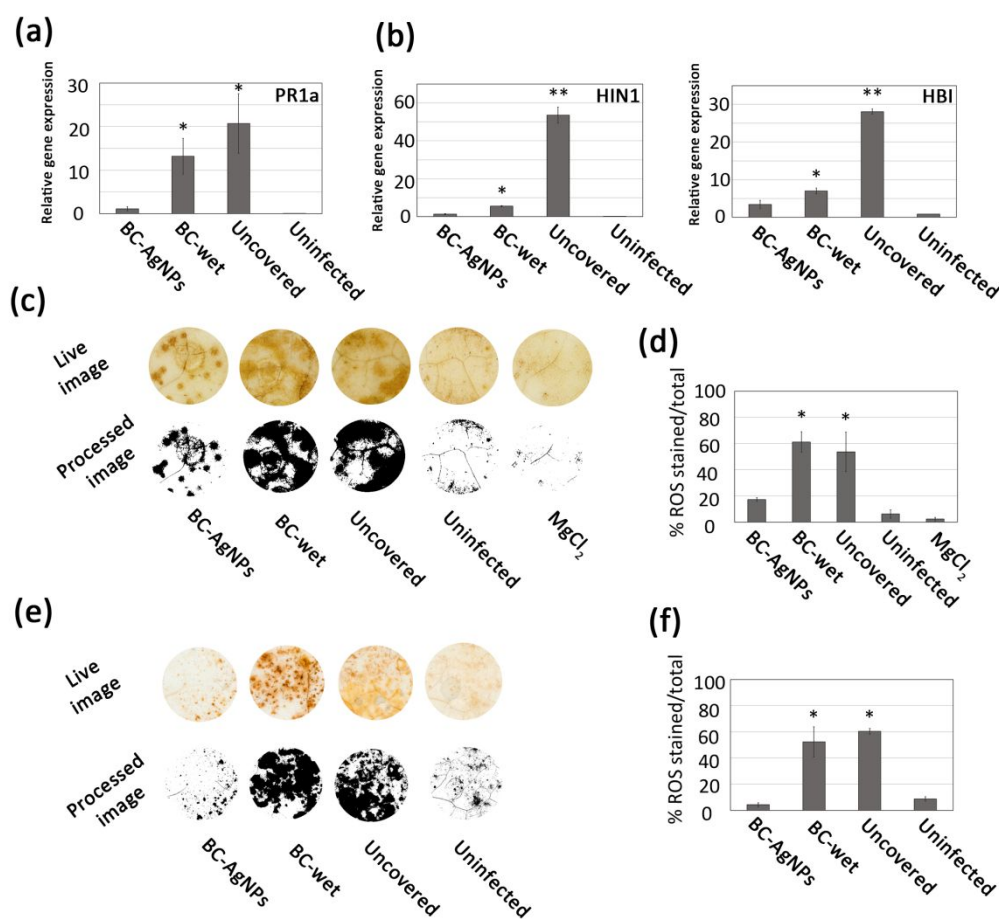 (a)
Relative gene expression
30
20
10
0
PR1a
*
*
BC-AgNPs
BC-wet
Uncovered
Uninfected
(b)
Relative gene expression
60
40
20
0
HIN1
*
**
BC-AgNPs
BC-wet
Uncovered
Uninfected
Relative gene expression
30
20
10
0
HBI
*
**
BC-AgNPs
BC-wet
Uncovered
Uninfected
(c)
Live
image
Processed
image
BC-AgNPs
BC-wet
Uncovered
Uninfected
MgCl₂
(d)
% ROS stained/total
100
80
60
40
20
0
*
*
BC-AgNPs
BC-wet
Uncovered
Uninfected
MgCl₂
(e)
Live
image
Processed
image
BC-AgNPs
BC-wet
Uncovered
Uninfected
(f)
% ROS stained/total
100
80
60
40
20
0
*
*
BC-AgNPs
BC-wet
Uncovered
Uninfected